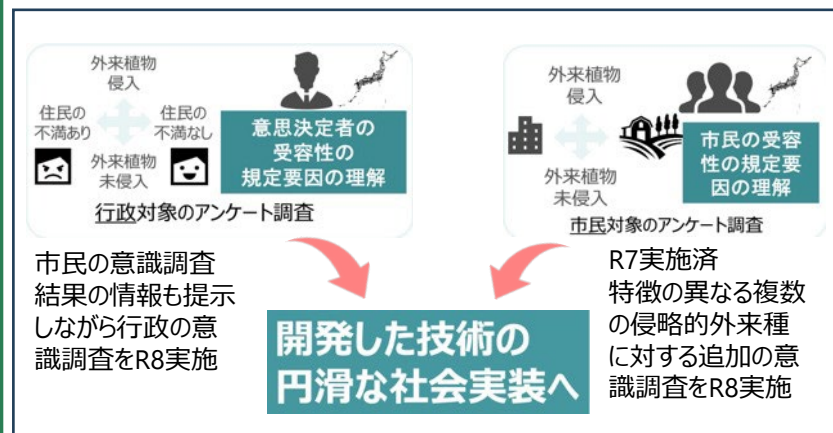 外来植物
侵入
住民の
不満あり
住民の
不満なし
外来植物
未侵入
意思決定者の
受容性の
規定要因の理解
行政対象のアンケート調査
市民の意識調査
結果の情報も提示
しながら行政の意
識調査をR8実施
外来植物
侵入
外来植物
未侵入
市民の受容
性の規定要
因の理解
市民対象のアンケート調査
R7実施済
特徴の異なる複数
の侵略的外来種
に対する追加の意
識調査をR8実施
開発した技術の
円滑な社会実装へ